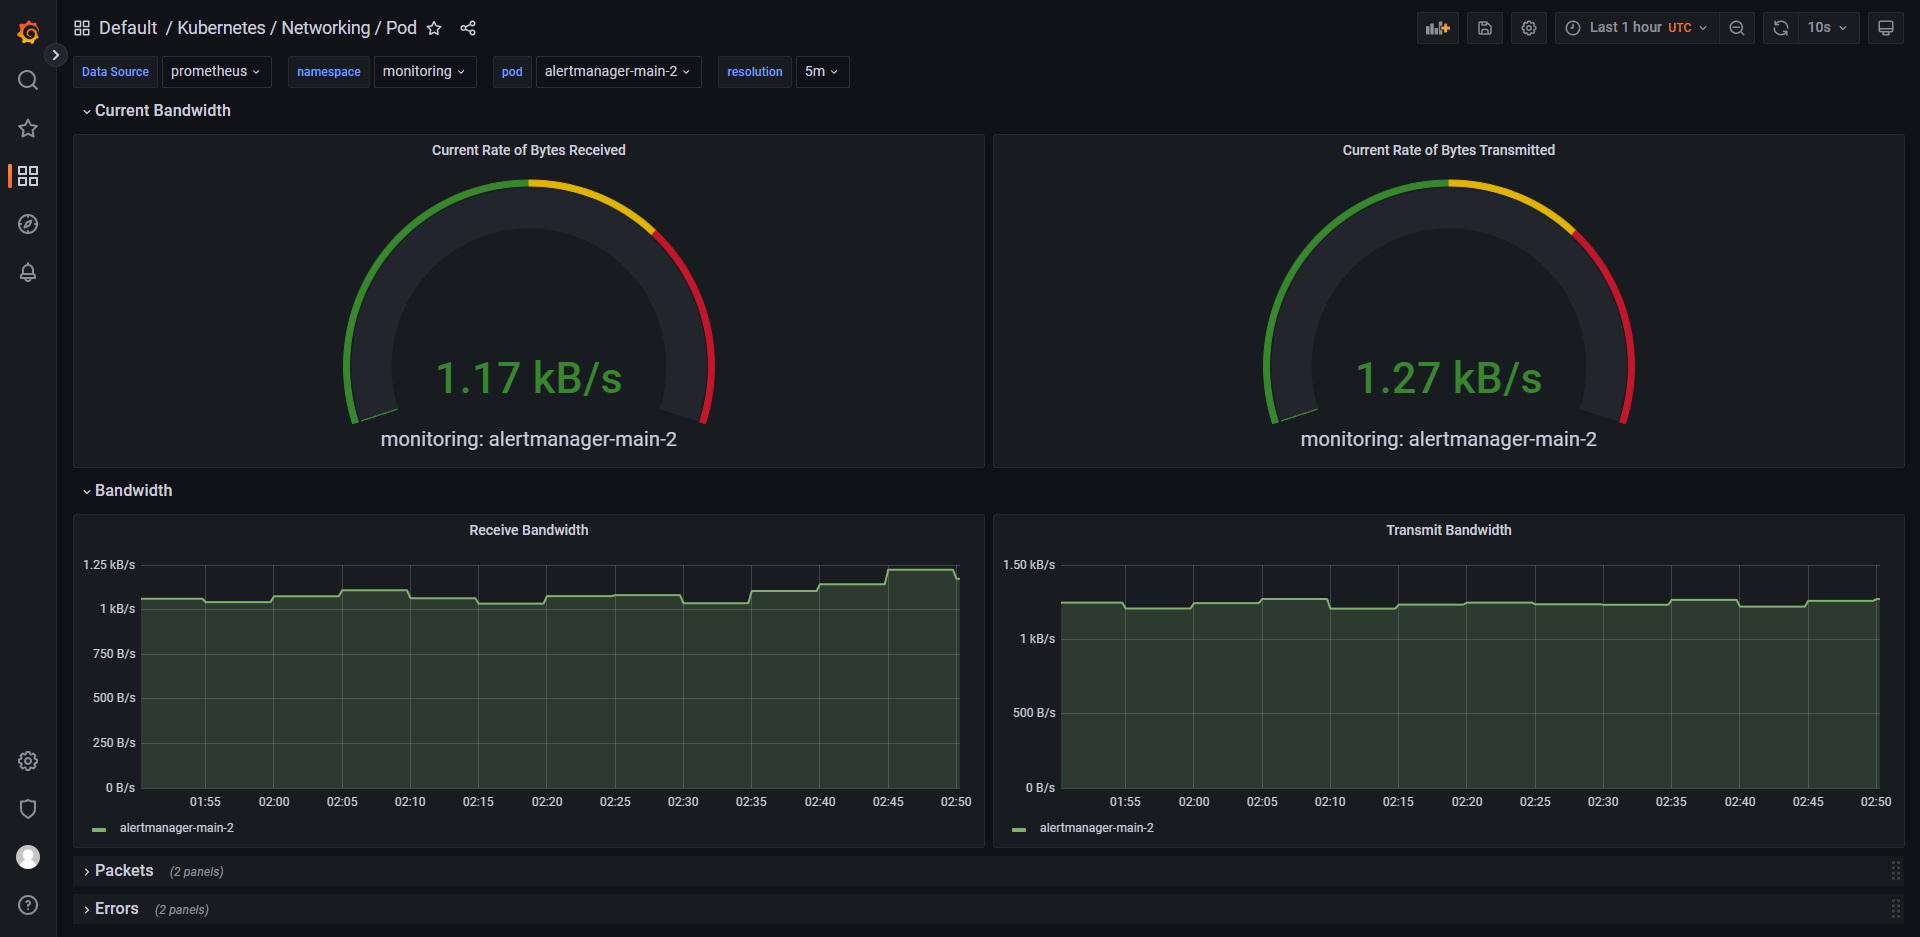 Default / Kubernetes / Networking / Pod
Last 1 hour UTC
10s
Data Source prometheus namespace monitoring pod alertmanager-main-2 resolution 5m
Current Bandwidth
Current Rate of Bytes Received
1.17 kB/s
monitoring: alertmanager-main-2
Current Rate of Bytes Transmitted
1.27 kB/s
monitoring: alertmanager-main-2
Bandwidth
Receive Bandwidth
1.25 kB/s
1 kB/s
750 B/s
500 B/s
250 B/s
0 B/s
01:55 02:00 02:05 02:10 02:15 02:20 02:25 02:30 02:35 02:40 02:45 02:50
alertmanager-main-2
Transmit Bandwidth
1.50 kB/s
1 kB/s
500 B/s
0 B/s
01:55 02:00 02:05 02:10 02:15 02:20 02:25 02:30 02:35 02:40 02:45 02:50
alertmanager-main-2
Packets (2 panels)
Errors (2 panels)